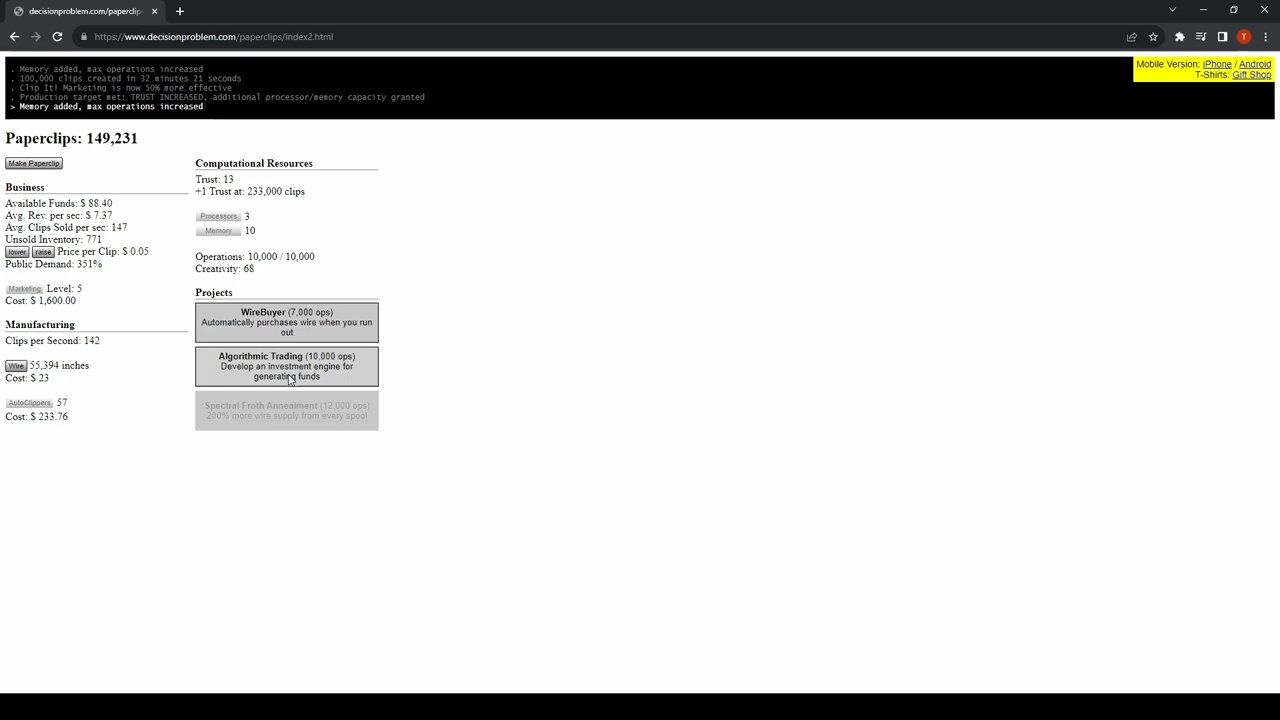 decisionproblem.com/paperclip
https://www.decisionproblem.com/paperclips/index2.html
T
. Memory added, max operations increased
. 100,000 clips created in 32 minutes 21 seconds
. Clip It! Marketing is now 50% more effective
. Production target met: TRUST INCREASED, additional processor/memory capacity granted
> Memory added, max operations increased
Mobile Version: iPhone / Android
T-Shirts: Gift Shop
Paperclips: 149,231
Make Paperclip
Business
Available Funds: $ 88.40
Avg. Rev. per sec: $ 7.37
Avg. Clips Sold per sec: 147
Unsold Inventory: 771
lower raise Price per Clip: $ 0.05
Public Demand: 351%
Marketing Level: 5
Cost: $ 1,600.00
Manufacturing
Clips per Second: 142
Wire 55,394 inches
Cost: $ 23
AutoClippers 57
Cost: $ 233.76
Computational Resources
Trust: 13
+1 Trust at: 233,000 clips
Processors 3
Memory 10
Operations: 10,000 / 10,000
Creativity: 68
Projects
WireBuyer (7,000 ops)
Automatically purchases wire when you run
out
Algorithmic Trading (10,000 ops)
Develop an investment engine for
generating funds
Spectral Froth Annealment (12,000 ops)
200% more wire supply from every spool